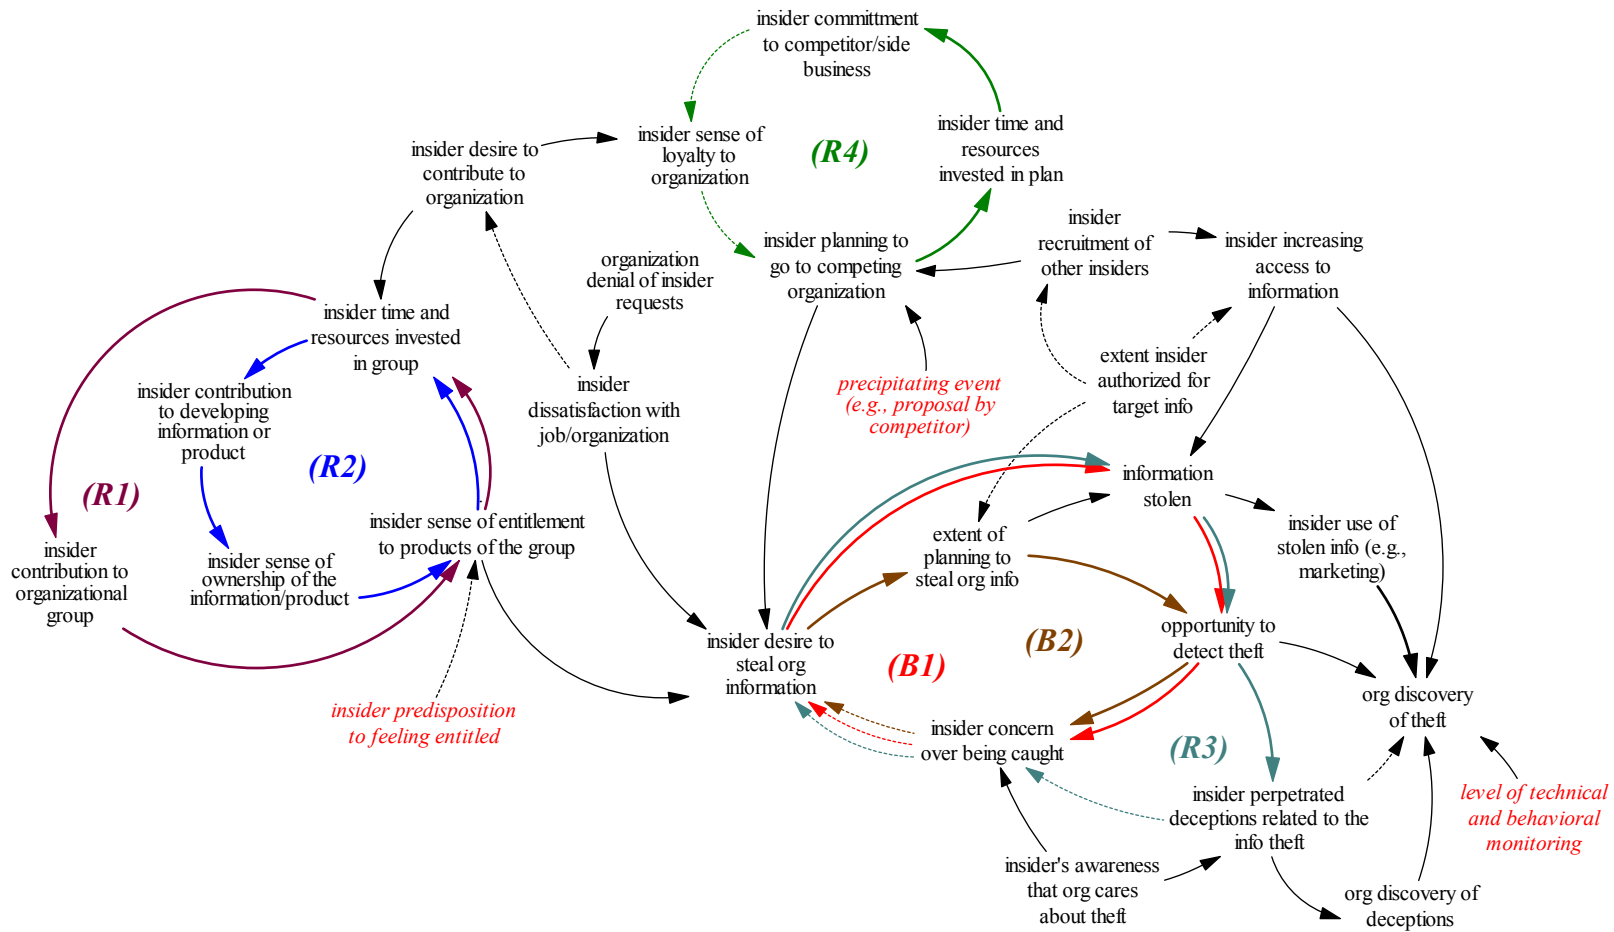 insider committment
to competitor/side
business
insider sense of
loyalty to
organization
(R4)
insider time and
resources
invested in plan
insider desire to
contribute to
organization
insider planning to
go to competing
organization
insider
recruitment of
other insiders
insider increasing
access to
information
organization
denial of insider
requests
insider time and
resources invested
in group
insider
dissatisfaction with
job/organization
precipitating event
(e.g., proposal by
competitor)
extent insider
authorized for
target info
insider contribution
to developing
information or
product
(R2)
(R1)
insider sense of entitlement
to products of the group
information
stolen
insider use of
stolen info (e.g.,
marketing)
extent of
planning to
steal org info
insider
contribution to
organizational
group
insider sense of
ownership of the
information/product
insider desire to
steal org
information
(B1)
(B2)
opportunity to
detect theft
org discovery
of theft
insider predisposition
to feeling entitled
insider concern
over being caught
(R3)
insider perpetrated
deceptions related to the
info theft
level of technical
and behavioral
monitoring
insider's awareness
that org cares
about theft
org discovery of
deceptions